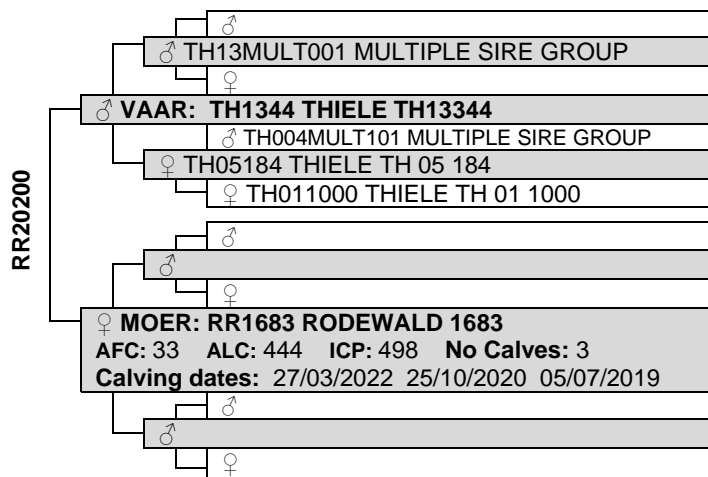 ♂
♂ TH13MULT001 MULTIPLE SIRE GROUP
♀
♂ VAAR: TH1344 THIELE TH13344
♂ TH004MULT101 MULTIPLE SIRE GROUP
♀ TH05184 THIELE TH 05 184
♀ TH011000 THIELE TH 01 1000
RR20200
♂
♂
♀
♀ MOER: RR1683 RODEWALD 1683
AFC: 33 ALC: 444 ICP: 498 No Calves: 3
Calving dates: 27/03/2022 25/10/2020 05/07/2019
♂
♂
♀